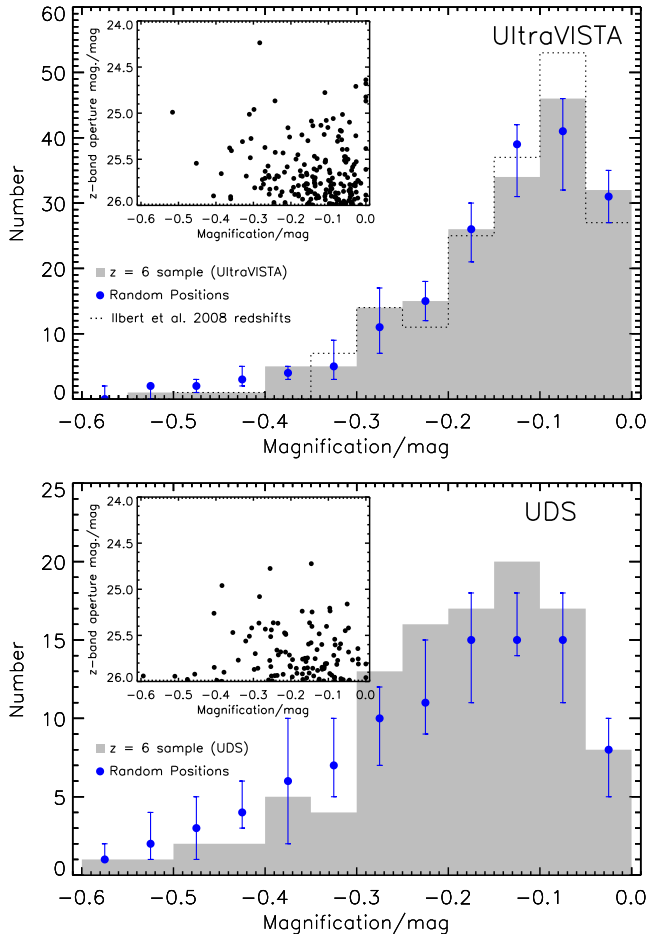 60
50
40
30
20
10
0
Number
UltraVISTA
24.0
24.5
25.0
25.5
26.0
z-band aperture mag./mag
-0.6 -0.5 -0.4 -0.3 -0.2 -0.1 0.0
Magnification/mag
z = 6 sample (UltraVISTA)
Random Positions
Ilbert et al. 2008 redshifts
-0.6 -0.5 -0.4 -0.3 -0.2 -0.1 0.0
Magnification/mag
25
20
15
10
5
0
Number
UDS
24.0
24.5
25.0
25.5
26.0
z-band aperture mag./mag
-0.6 -0.5 -0.4 -0.3 -0.2 -0.1 0.0
Magnification/mag
z = 6 sample (UDS)
Random Positions
-0.6 -0.5 -0.4 -0.3 -0.2 -0.1 0.0
Magnification/mag